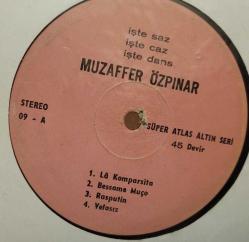 işte saz
işte caz
işte dans
MUZAFFER ÖZPINAR
STEREO
09 - A
SÜPER ATLAS ALTIN SERİ
45 Devir
1. Lâ Komparsita
2. Bessame Muço
3. Rasputin
4. Vefasız